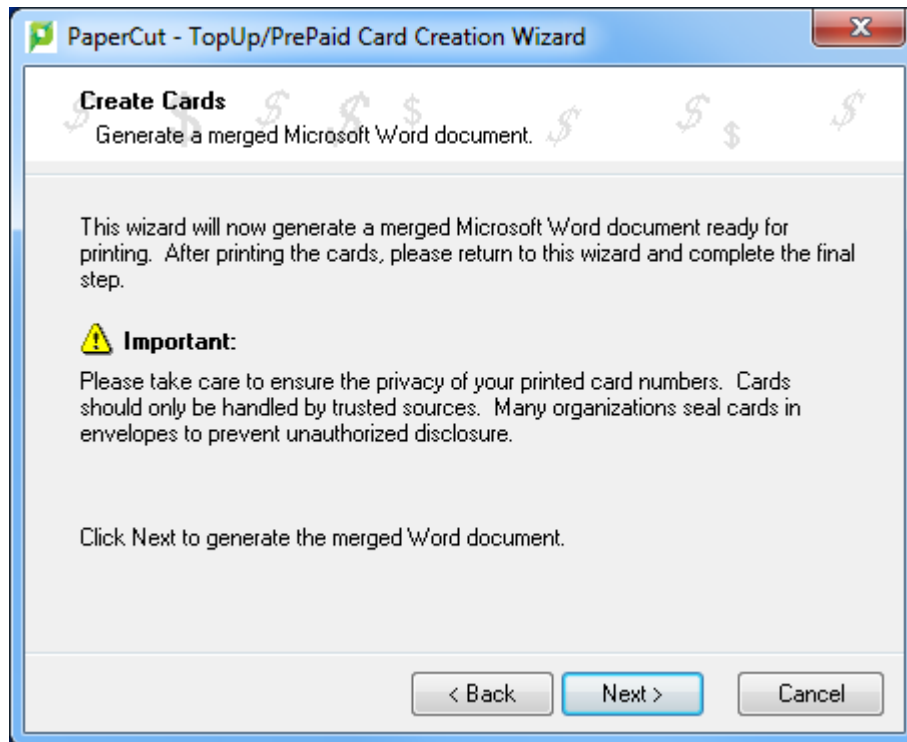 PaperCut - TopUp/PrePaid Card Creation Wizard
Create Cards
Generate a merged Microsoft Word document.
This wizard will now generate a merged Microsoft Word document ready for
printing.  After printing the cards, please return to this wizard and complete the final
step.
Important:
Please take care to ensure the privacy of your printed card numbers.  Cards
should only be handled by trusted sources.  Many organizations seal cards in
envelopes to prevent unauthorized disclosure.
Click Next to generate the merged Word document.
< Back
Next >
Cancel